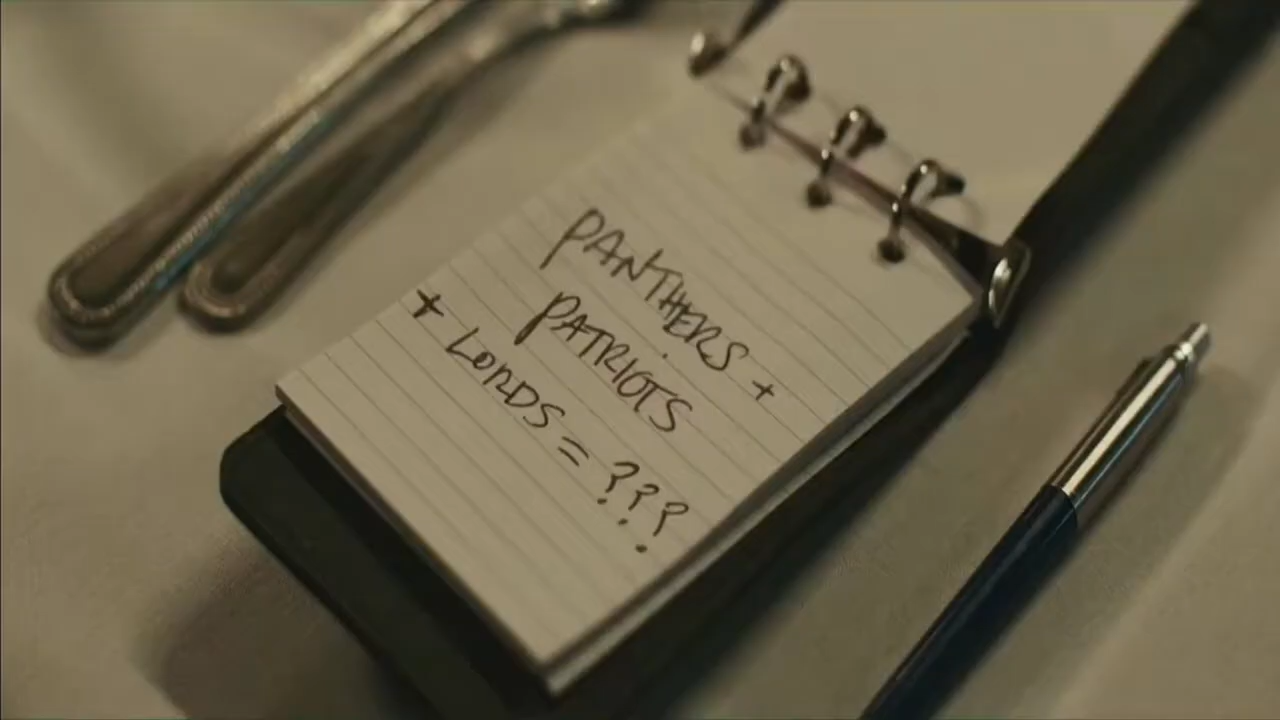 PANTHERS +
PATRIOTS
+ LORDS = ???